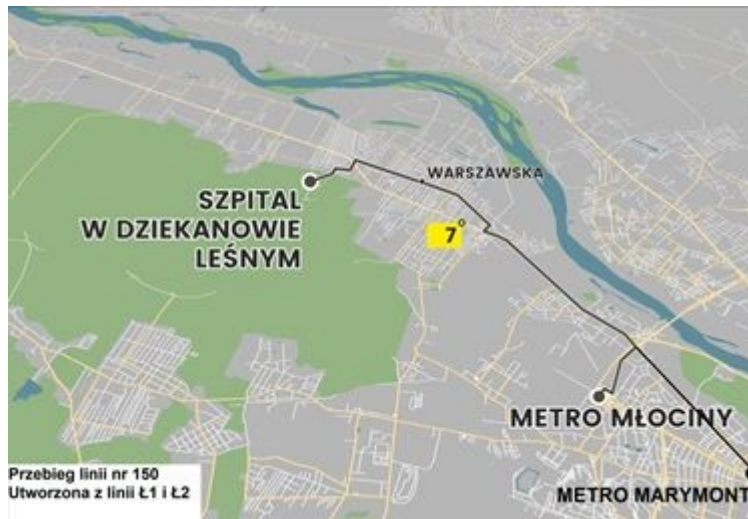 WARSZAWSKA
SZPITAL
W DZIEKANOWIE
LEŚNYM
7°
METRO MŁOCINY
Przebieg linii nr 150
Utworzona z linii Ł1 i Ł2
METRO MARYMONT